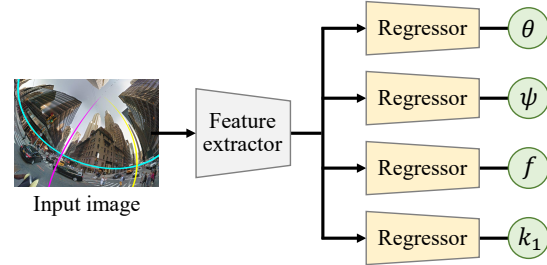 Regressor
θ
Regressor
ψ
Feature
extractor
Regressor
f
Input image
Regressor
k₁